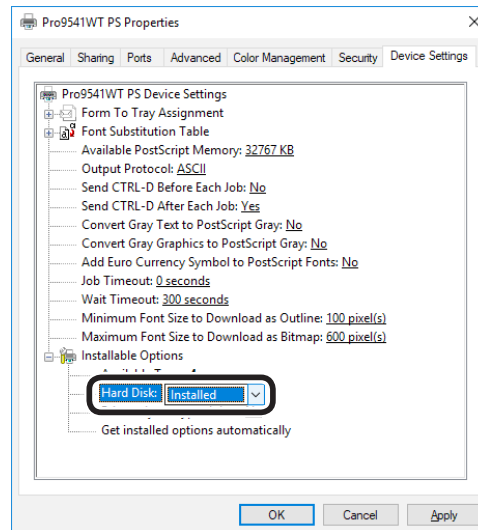 Pro9541WT PS Properties
General Sharing Ports Advanced Color Management Security Device Settings
Pro9541WT PS Device Settings
Form To Tray Assignment
Font Substitution Table
Available PostScript Memory: 32767 KB
Output Protocol: ASCII
Send CTRL-D Before Each Job: No
Send CTRL-D After Each Job: Yes
Convert Gray Text to PostScript Gray: No
Convert Gray Graphics to PostScript Gray: No
Add Euro Currency Symbol to PostScript Fonts: No
Job Timeout: 0 seconds
Wait Timeout: 300 seconds
Minimum Font Size to Download as Outline: 100 pixel(s)
Maximum Font Size to Download as Bitmap: 600 pixel(s)
Installable Options
Hard Disk: Installed
Get installed options automatically
OK Cancel Apply